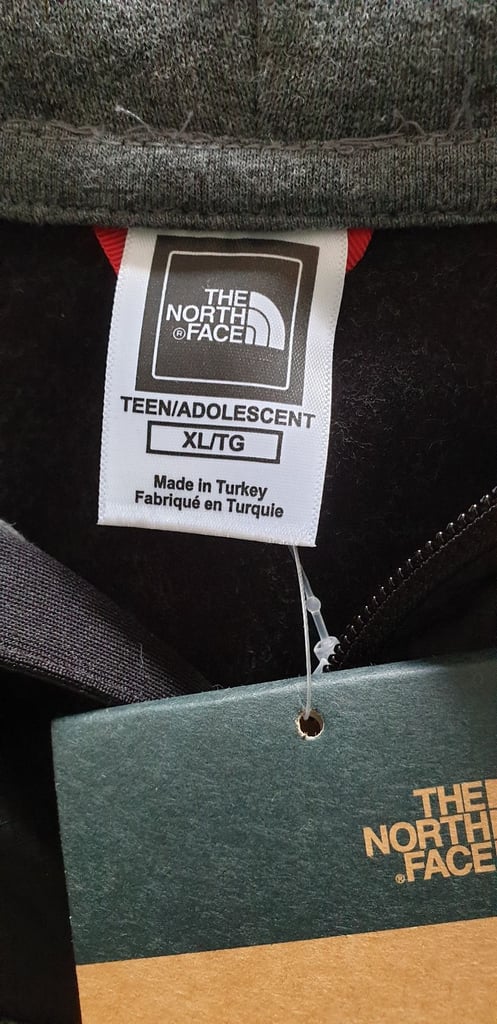 THE
NORTH
®FACE
TEEN/ADOLESCENT
XL/TG
Made in Turkey
Fabriqué en Turquie
THE
NORTH
®FACE